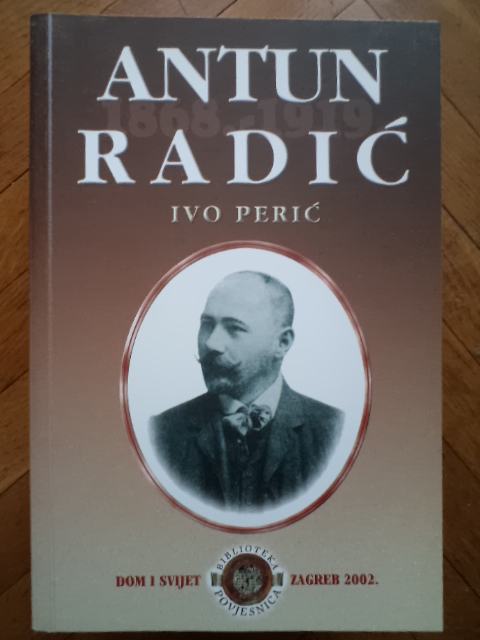 ANTUN
1868.-1919.
RADIĆ
IVO PERIĆ
BIBLIOTEKA
DOM I SVIJET ZAGREB 2002.
POVJESNICA